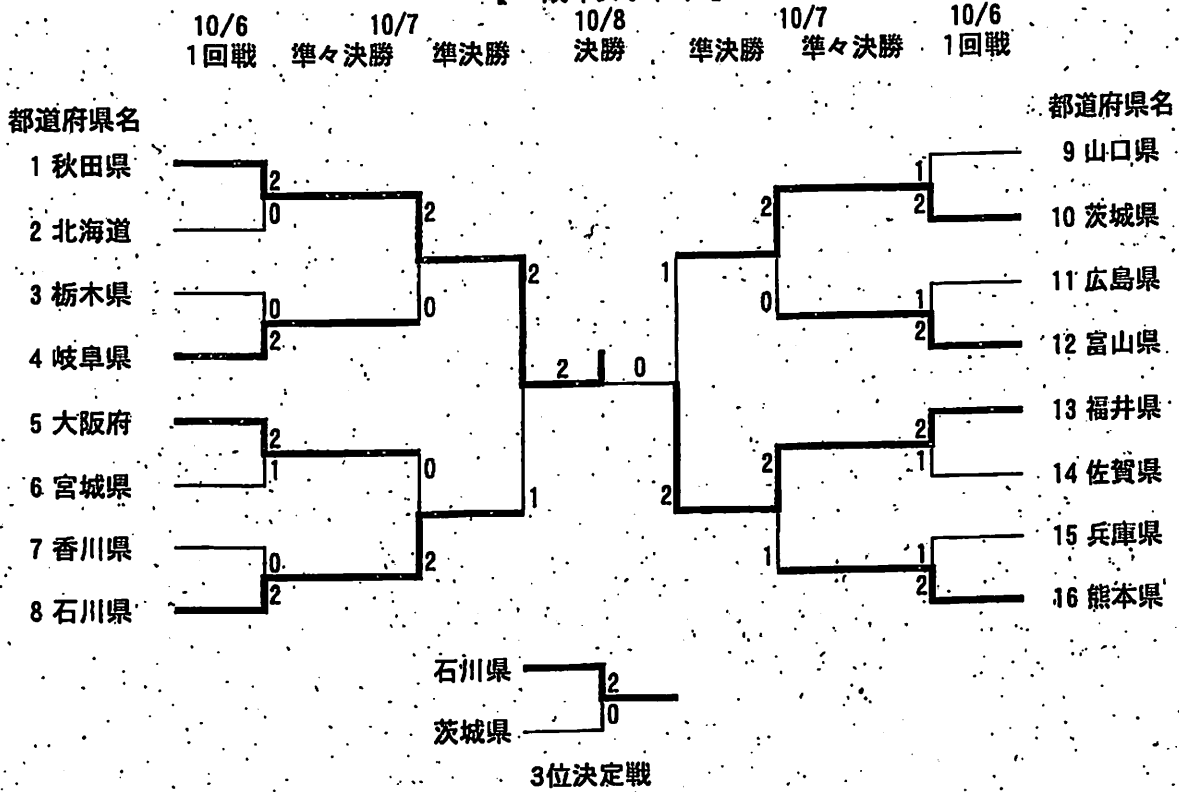 10/6 10/7 10/8 10/7 10/6
1回戦 準々決勝 準決勝 決勝 準決勝 準々決勝 1回戦
都道府県名 都道府県名
1 秋田県 2 0 2
2 北海道
3 栃木県 0 2 0
4 岐阜県
2
5 大阪府 2 1 0
6 宮城県
7 香川県 0 2 2
8 石川県
1
2 0
9 山口県 1 2 2
10 茨城県
11 広島県 1 2 0
12 富山県
1
13 福井県 2 1 2
14 佐賀県
15 兵庫県 1 2 1
16 熊本県
2
石川県 2
茨城県 0
3位決定戦